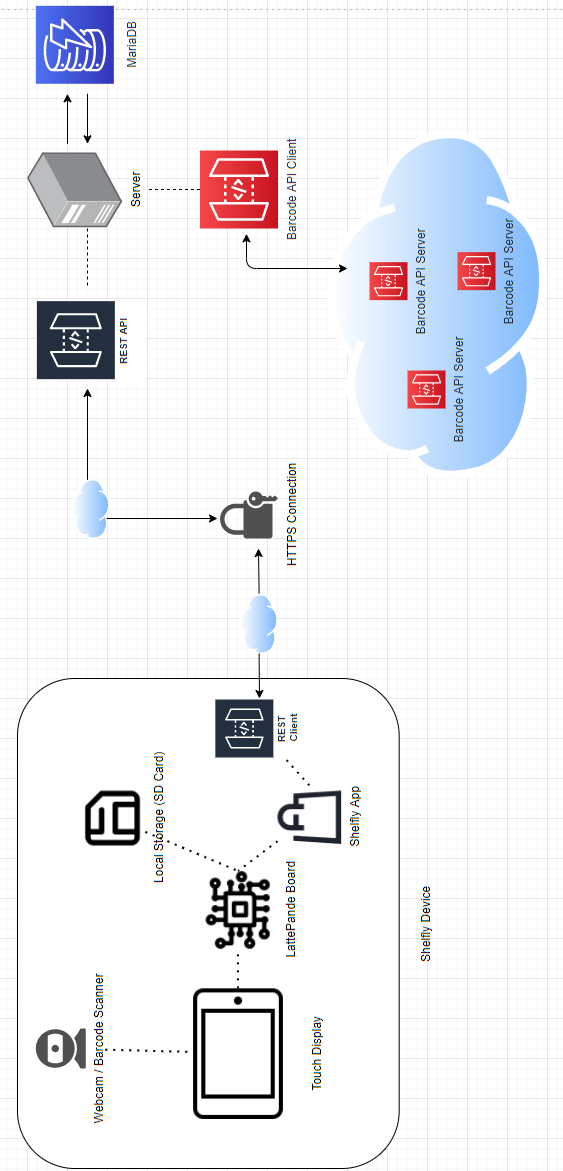 MariaDB
Server
Barcode API Client
Barcode API Server
Barcode API Server
Barcode API Server
REST API
HTTPS Connection
REST
Client
Local Storage (SD Card)
Shelfly App
LattePande Board
Shelfly Device
Webcam / Barcode Scanner
Touch Display